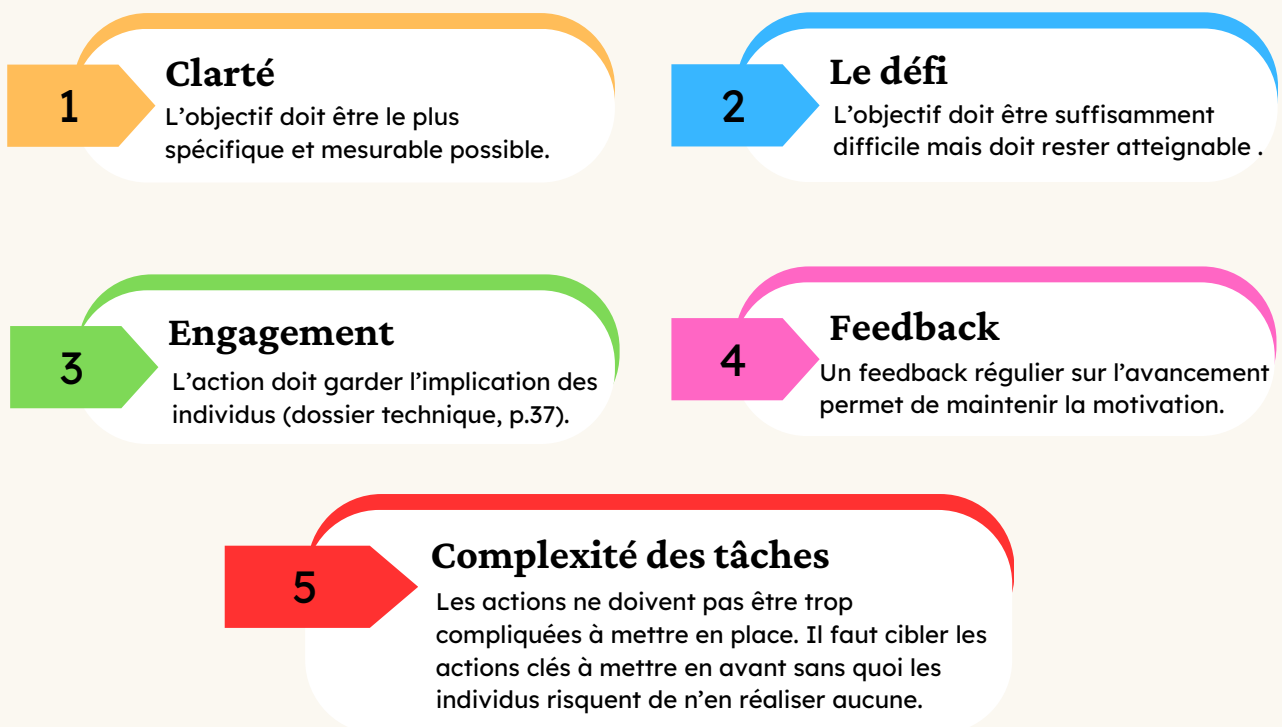 1
Clarté
L’objectif doit être le plus
spécifique et mesurable possible.
2
Le défi
L’objectif doit être suffisamment
difficile mais doit rester atteignable .
3
Engagement
L’action doit garder l’implication des
individus (dossier technique, p.37).
4
Feedback
Un feedback régulier sur l’avancement
permet de maintenir la motivation.
5
Complexité des tâches
Les actions ne doivent pas être trop
compliquées à mettre en place. Il faut cibler les
actions clés à mettre en avant sans quoi les
individus risquent de n’en réaliser aucune.